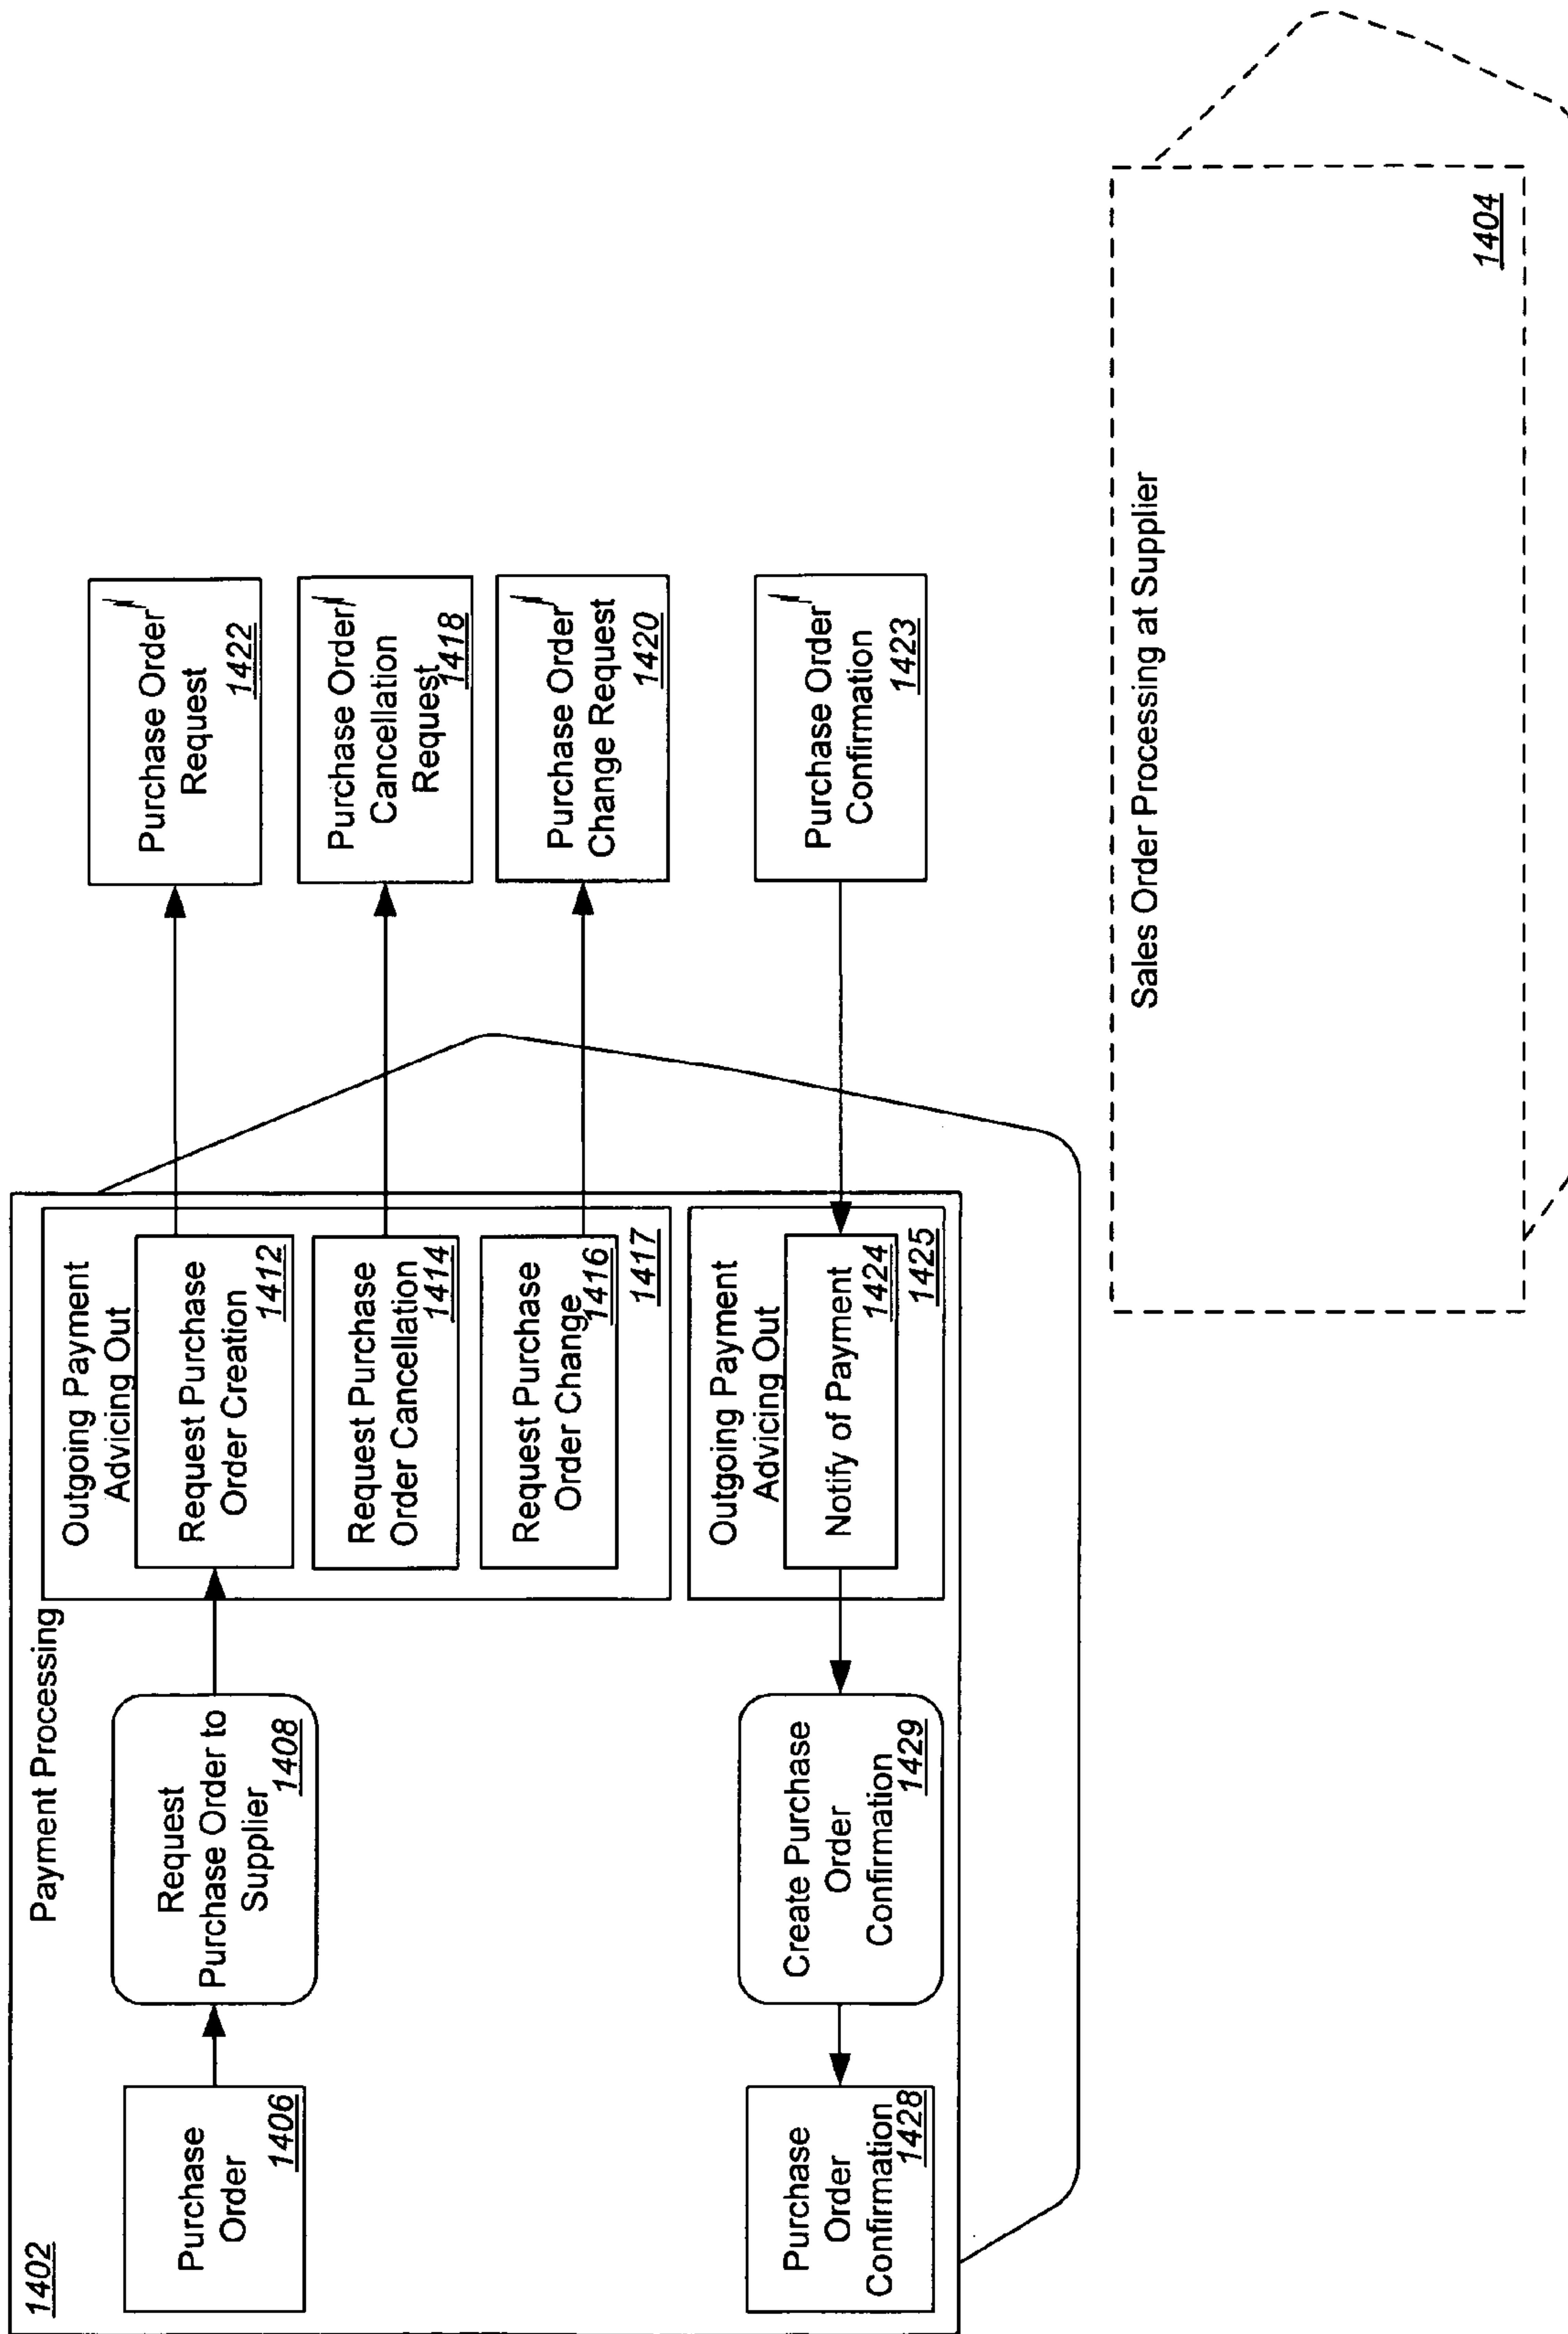 1402
Payment Processing
Purchase
Order
1406
Request
Purchase Order to
Supplier
1408
Outgoing Payment
Advicing Out
Request Purchase
Order Creation
1412
Request Purchase
Order Cancellation
1414
Request Purchase
Order Change
1416
1417
Purchase Order
Request
1422
Purchase Order
Cancellation
Request
1418
Purchase Order
Change Request
1420
Purchase Order
Confirmation
1428
Create Purchase
Order
Confirmation
1429
Outgoing Payment
Advicing Out
Notify of Payment
1424
1425
Purchase Order
Confirmation
1423
Sales Order Processing at Supplier
1404